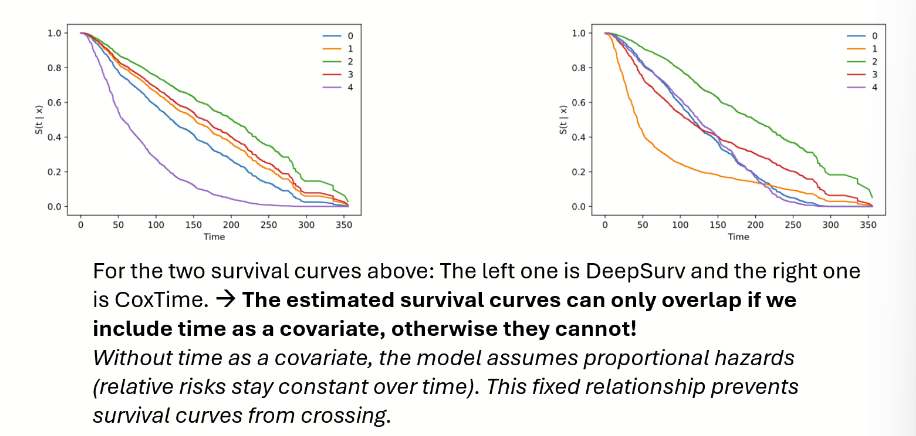 1.0
0.8
0.6
0.4
0.2
0.0
S(t | x)
0 50 100 150 200 250 300 350
Time
0
1
2
3
4
1.0
0.8
0.6
0.4
0.2
0.0
S(t | x)
0 50 100 150 200 250 300 350
Time
0
1
2
3
4
For the two survival curves above: The left one is DeepSurv and the right one
is CoxTime. → The estimated survival curves can only overlap if we
include time as a covariate, otherwise they cannot!
Without time as a covariate, the model assumes proportional hazards
(relative risks stay constant over time). This fixed relationship prevents
survival curves from crossing.